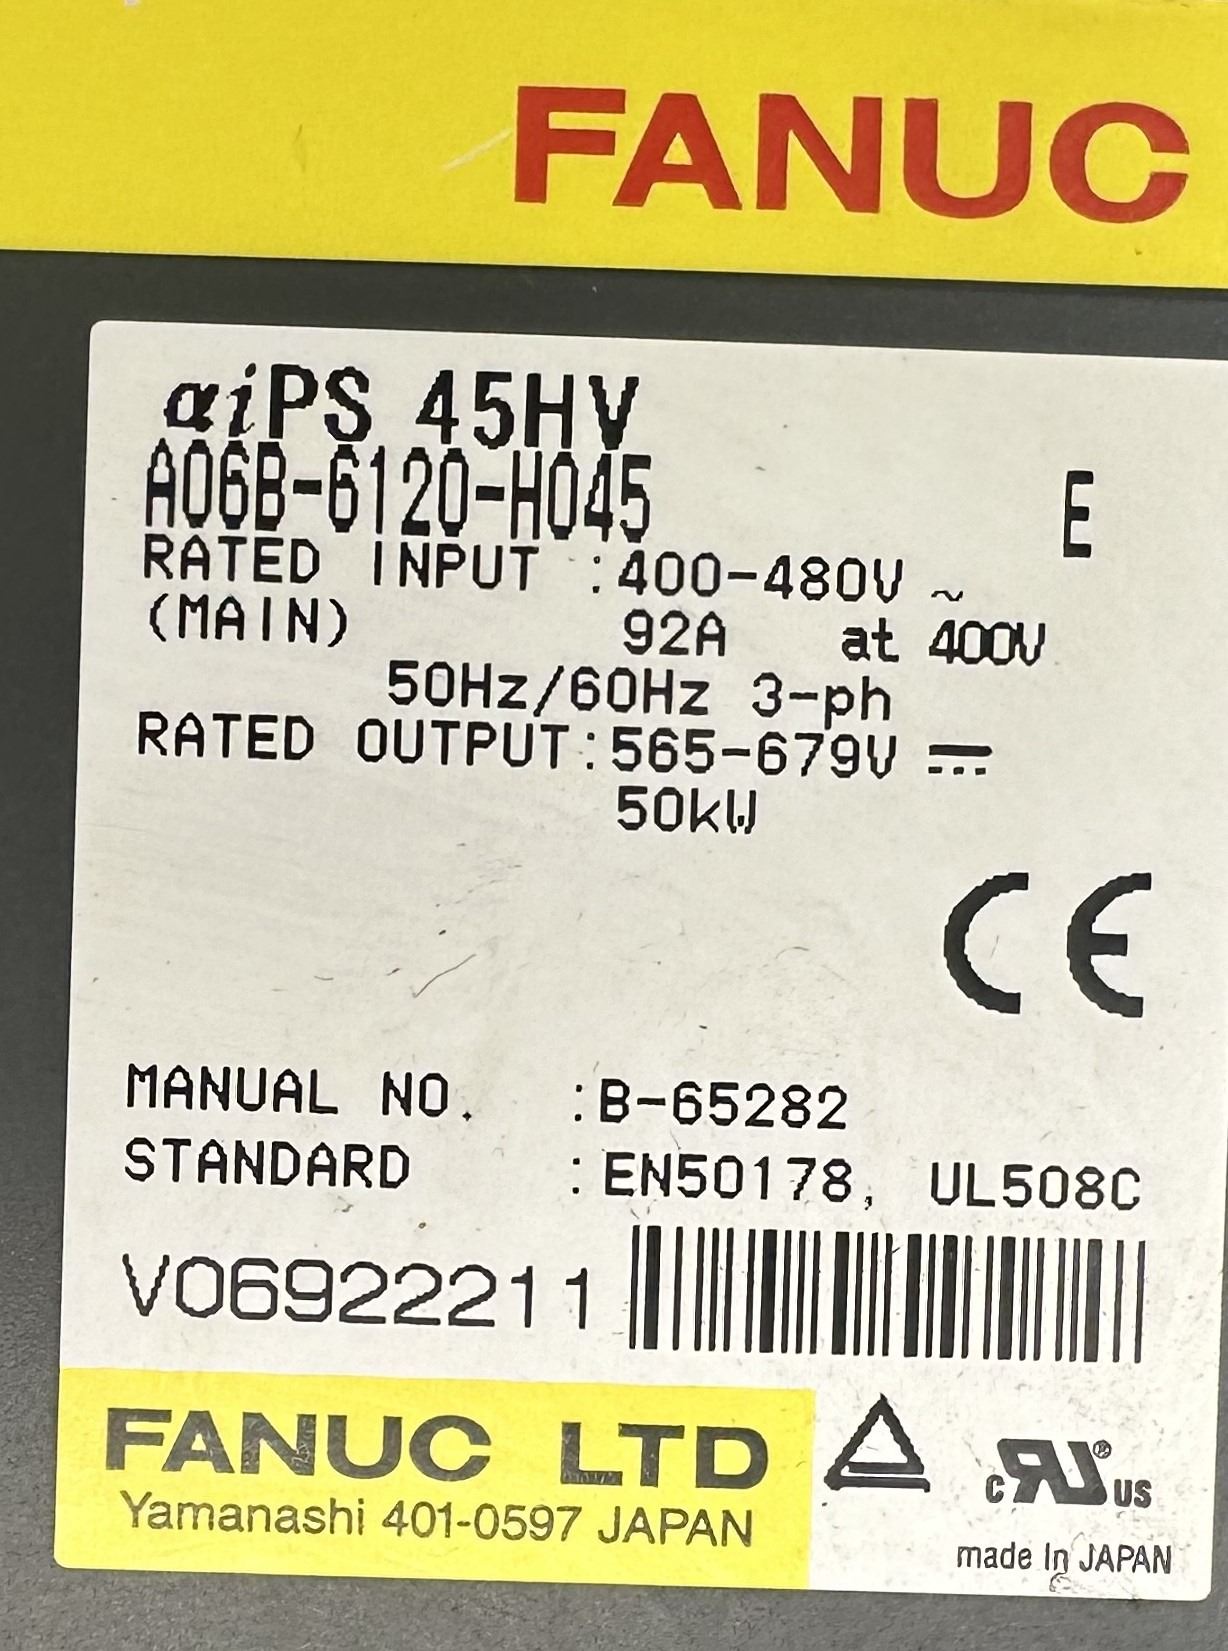 FANUC
αiPS 45HV
A06B-6120-H045 E
RATED INPUT :400-480V ~
(MAIN) 92A at 400V
50Hz/60Hz 3-ph
RATED OUTPUT:565-679V ⎓
50kW
CE
MANUAL NO. :B-65282
STANDARD :EN50178, UL508C
V06922211
FANUC LTD
Yamanashi 401-0597 JAPAN
c RU® US
made in JAPAN